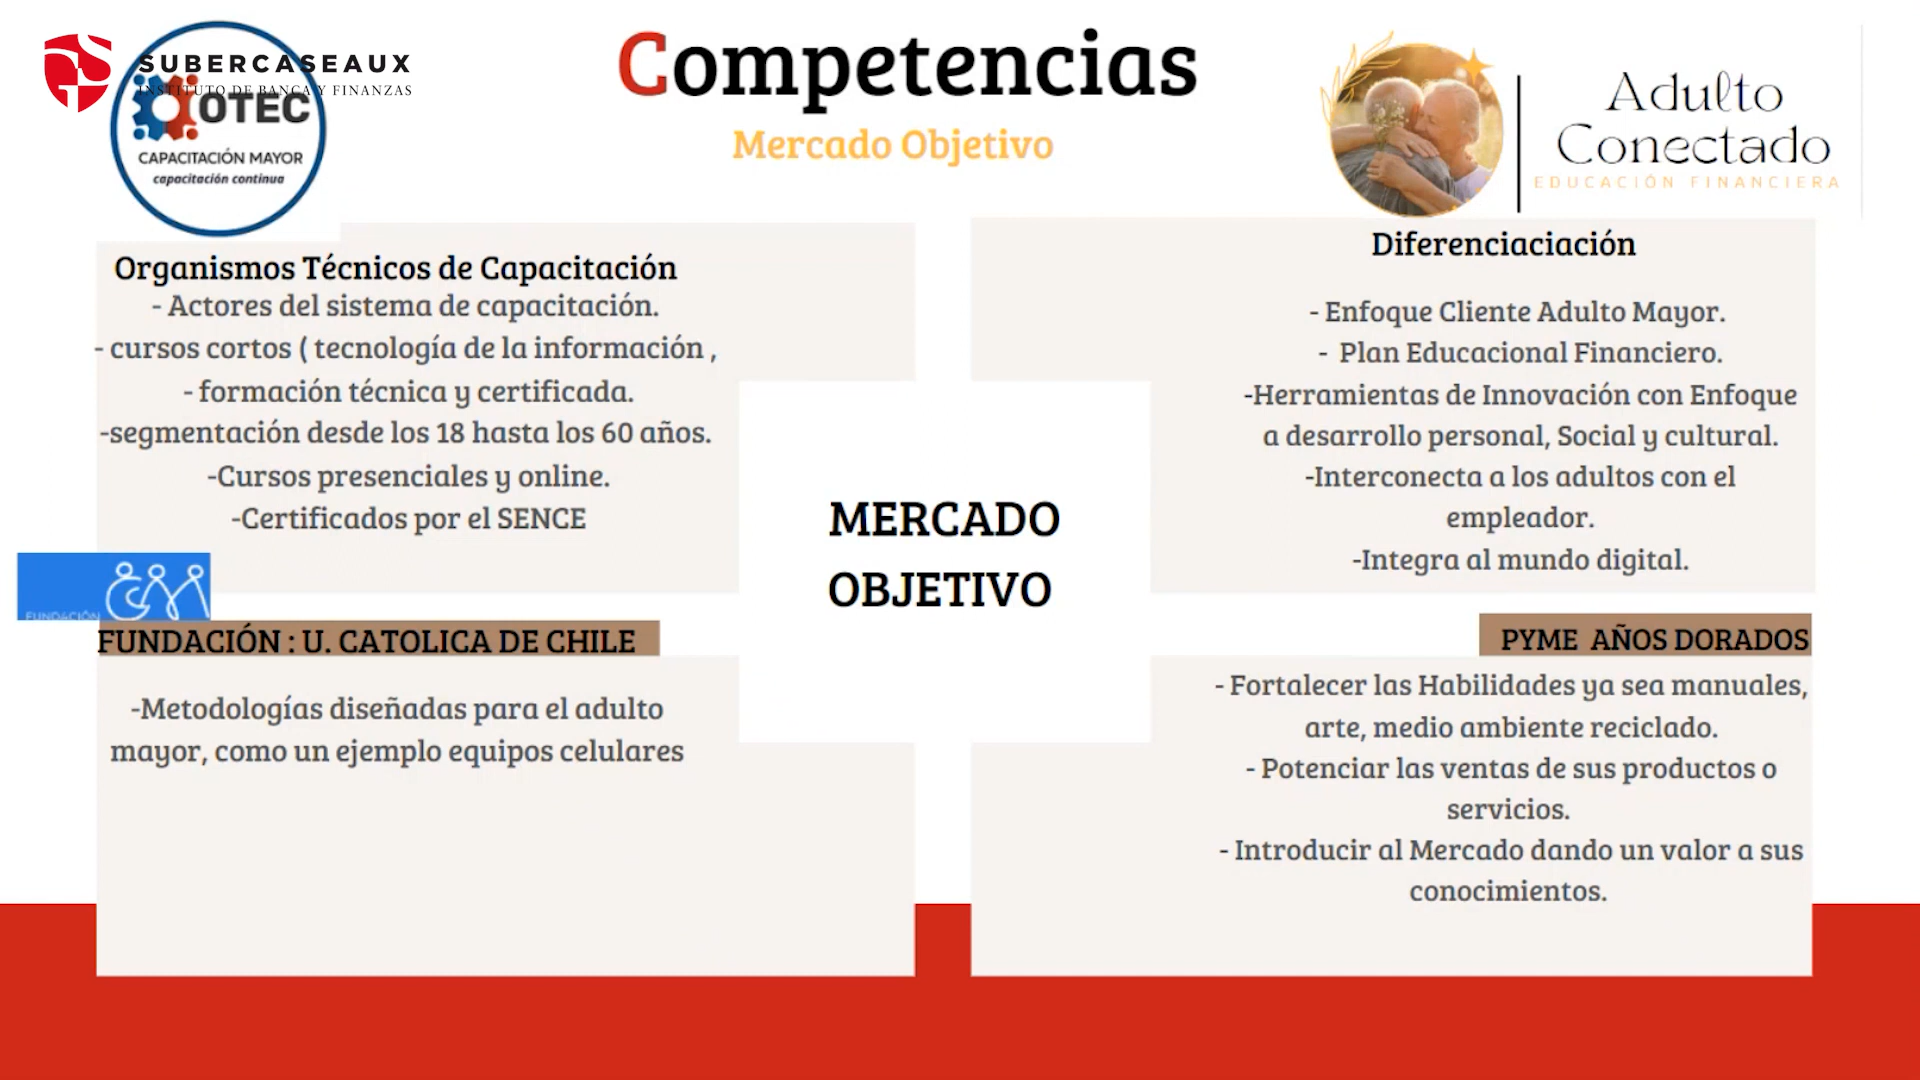 SUBERCASEAUX
INSTITUTO DE BANCA Y FINANZAS
OTEC
CAPACITACIÓN MAYOR
capacitación continua
Competencias
Mercado Objetivo
Adulto
Conectado
EDUCACIÓN FINANCIERA
Organismos Técnicos de Capacitación
- Actores del sistema de capacitación.
- cursos cortos ( tecnología de la información ,
- formación técnica y certificada.
-segmentación desde los 18 hasta los 60 años.
-Cursos presenciales y online.
-Certificados por el SENCE
Diferenciaciación
- Enfoque Cliente Adulto Mayor.
- Plan Educacional Financiero.
-Herramientas de Innovación con Enfoque
a desarrollo personal, Social y cultural.
-Interconecta a los adultos con el
empleador.
-Integra al mundo digital.
MERCADO
OBJETIVO
FUNDACIÓN
FUNDACIÓN : U. CATOLICA DE CHILE
-Metodologías diseñadas para el adulto
mayor, como un ejemplo equipos celulares
PYME AÑOS DORADOS
- Fortalecer las Habilidades ya sea manuales,
arte, medio ambiente reciclado.
- Potenciar las ventas de sus productos o
servicios.
- Introducir al Mercado dando un valor a sus
conocimientos.